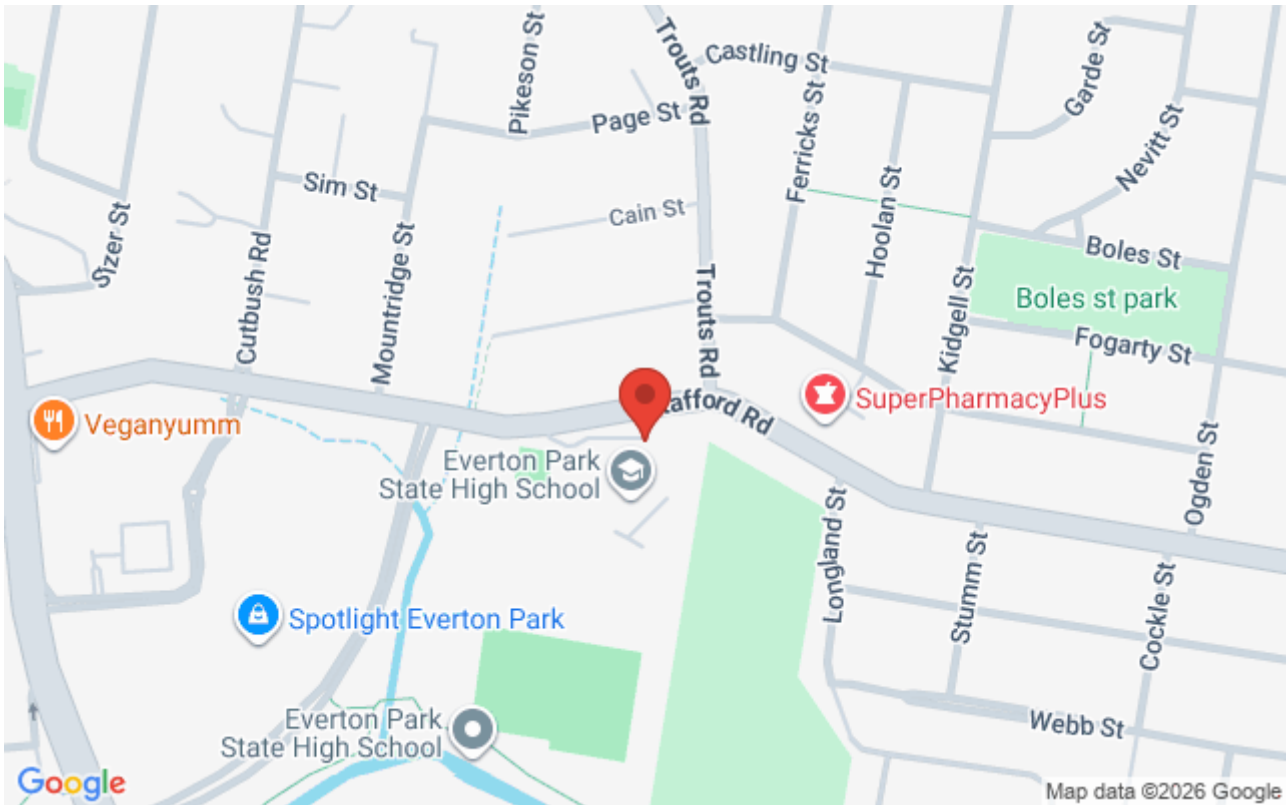 Pikeson St
Trouts Rd
Castling St
Garde St
Page St
Ferricks St
Nevitt St
Sim St
Cain St
Hoolan St
Sizer St
Cutbush Rd
Mountridge St
Boles St
Trouts Rd
Kidgell St
Boles st park
Fogarty St
Veganyumm
tafford Rd
SuperPharmacyPlus
Everton Park
State High School
Ogden St
Longland St
Stumm St
Cockle St
Spotlight Everton Park
Everton Park
State High School
Webb St
Google
Map data ©2026 Google